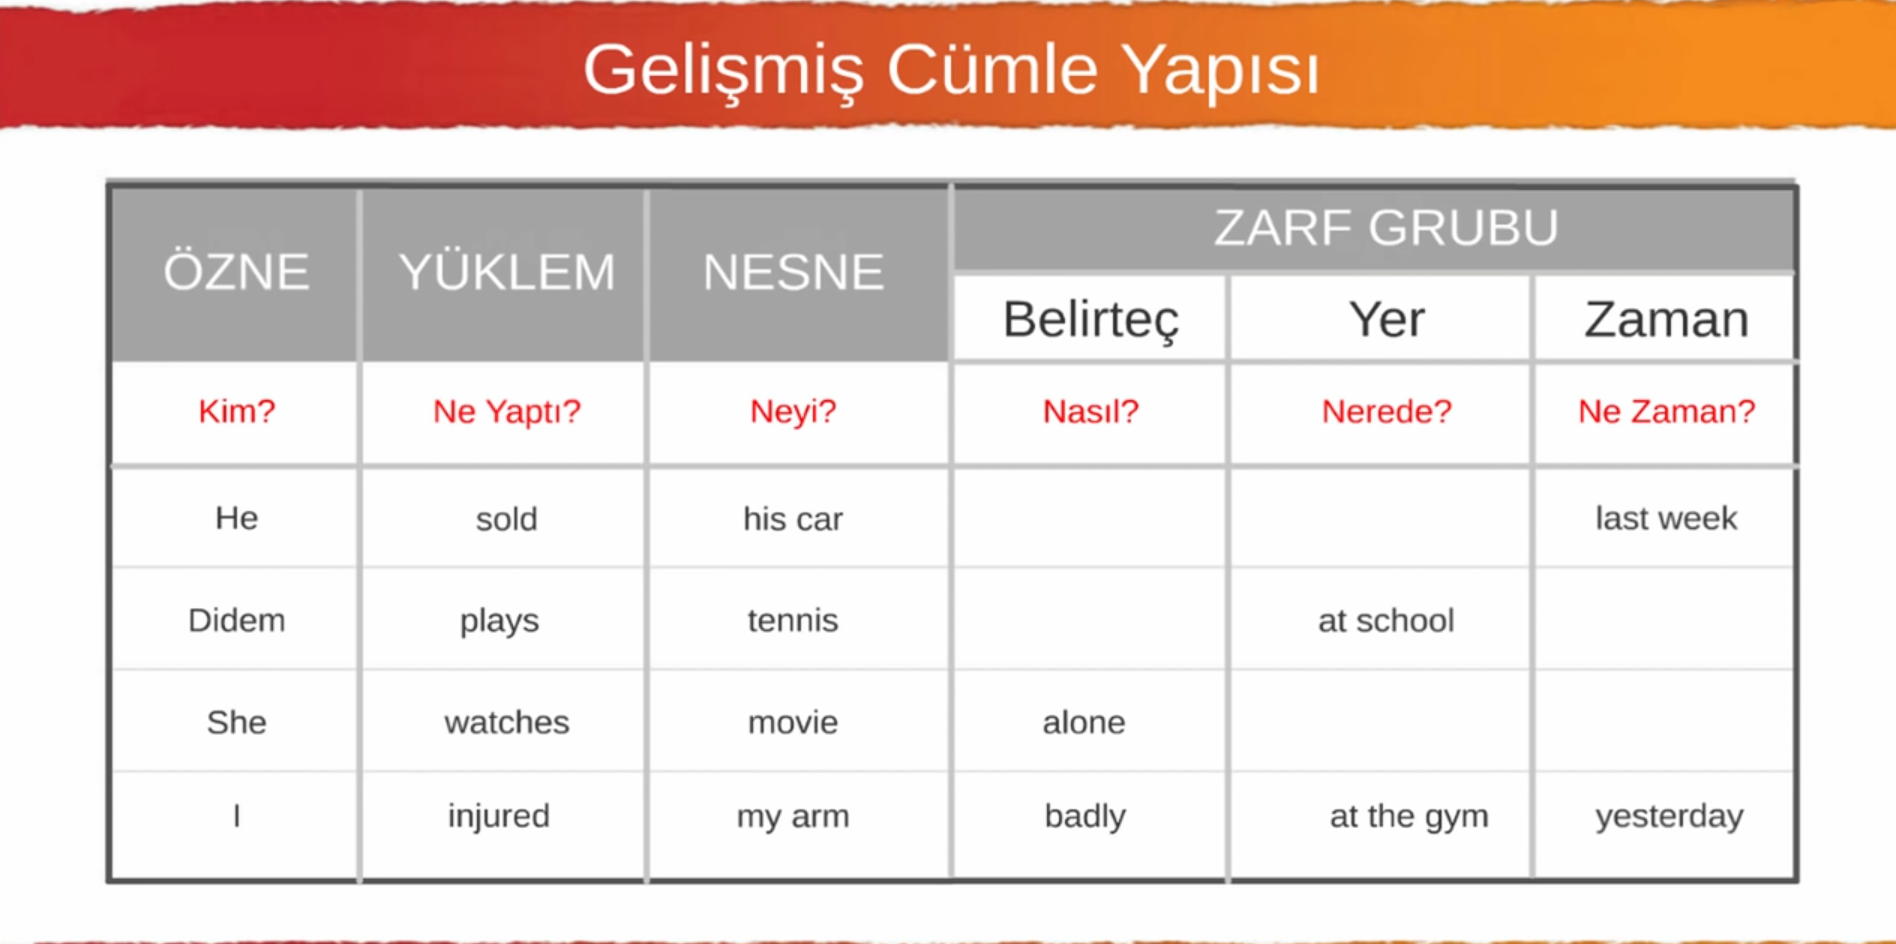 Gelişmiş Cümle Yapısı
ÖZNE YÜKLEM NESNE ZARF GRUBU
Belirteç Yer Zaman
Kim? Ne Yaptı? Neyi? Nasıl? Nerede? Ne Zaman?
He sold his car last week
Didem plays tennis at school
She watches movie alone
I injured my arm badly at the gym yesterday